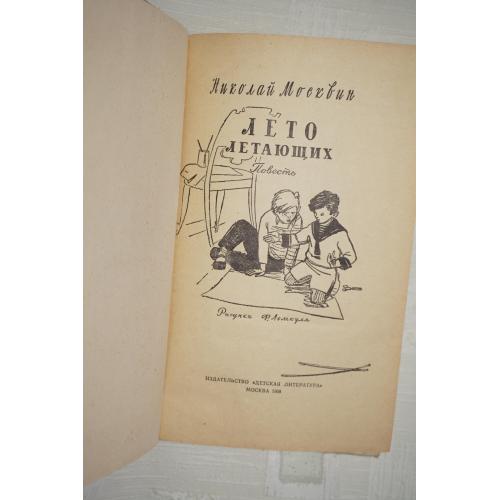 Николай Москвин
ЛЕТО
ЛЕТАЮЩИХ
Повесть
Рисунки Ф. Лемкуля
ИЗДАТЕЛЬСТВО «ДЕТСКАЯ ЛИТЕРАТУРА»
МОСКВА